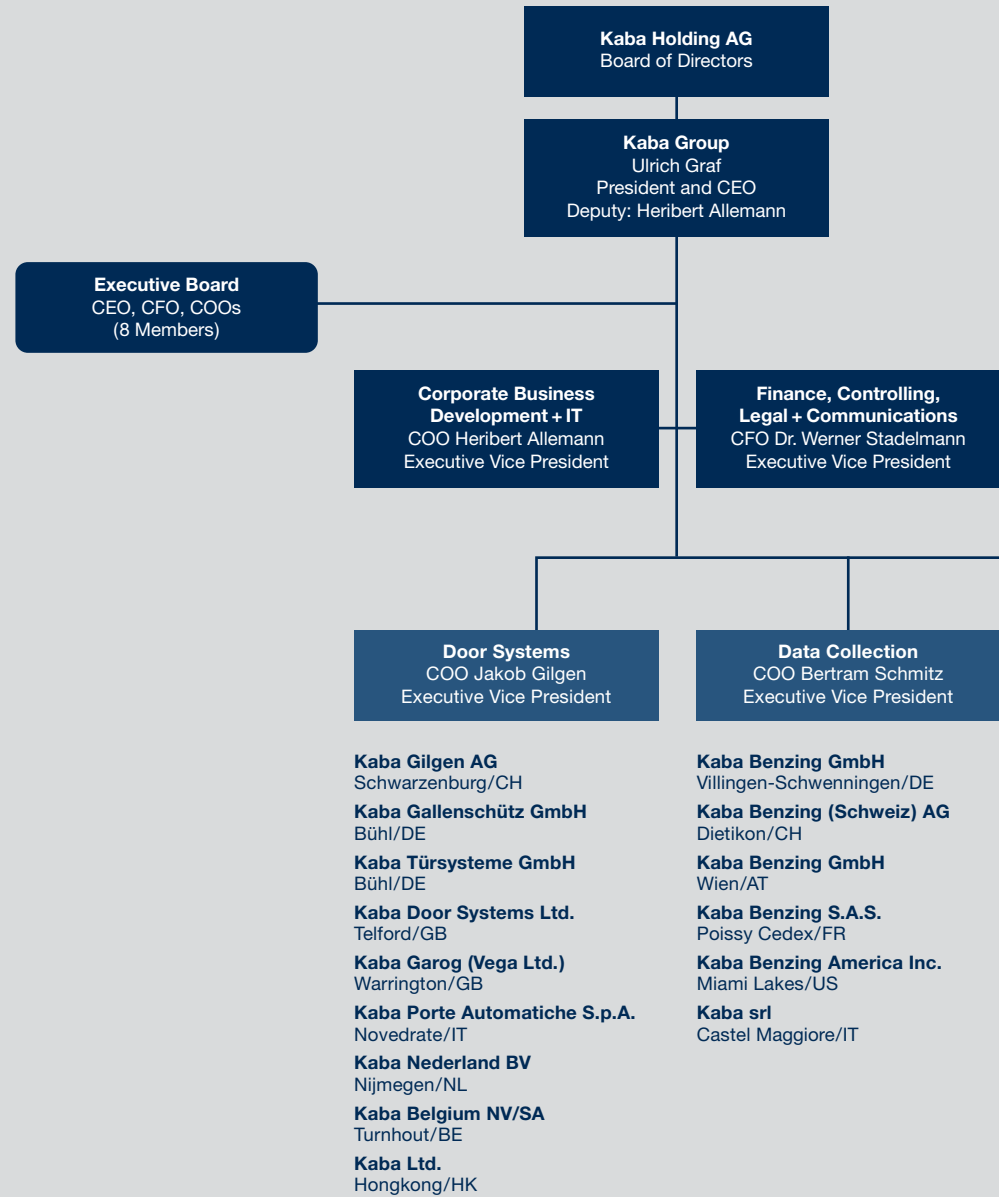 Kaba Holding AG
Board of Directors
Kaba Group
Ulrich Graf
President and CEO
Deputy: Heribert Allemann
Executive Board
CEO, CFO, COOs
(8 Members)
Corporate Business
Development + IT
COO Heribert Allemann
Executive Vice President
Finance, Controlling,
Legal + Communications
CFO Dr. Werner Stadelmann
Executive Vice President
Door Systems
COO Jakob Gilgen
Executive Vice President
Kaba Gilgen AG
Schwarzenburg/CH
Kaba Gallenschütz GmbH
Bühl/DE
Kaba Türsysteme GmbH
Bühl/DE
Kaba Door Systems Ltd.
Telford/GB
Kaba Garog (Vega Ltd.)
Warrington/GB
Kaba Porte Automatiche S.p.A.
Novedrate/IT
Kaba Nederland BV
Nijmegen/NL
Kaba Belgium NV/SA
Turnhout/BE
Kaba Ltd.
Hongkong/HK
Data Collection
COO Bertram Schmitz
Executive Vice President
Kaba Benzing GmbH
Villingen-Schwenningen/DE
Kaba Benzing (Schweiz) AG
Dietikon/CH
Kaba Benzing GmbH
Wien/AT
Kaba Benzing S.A.S.
Poissy Cedex/FR
Kaba Benzing America Inc.
Miami Lakes/US
Kaba srl
Castel Maggiore/IT